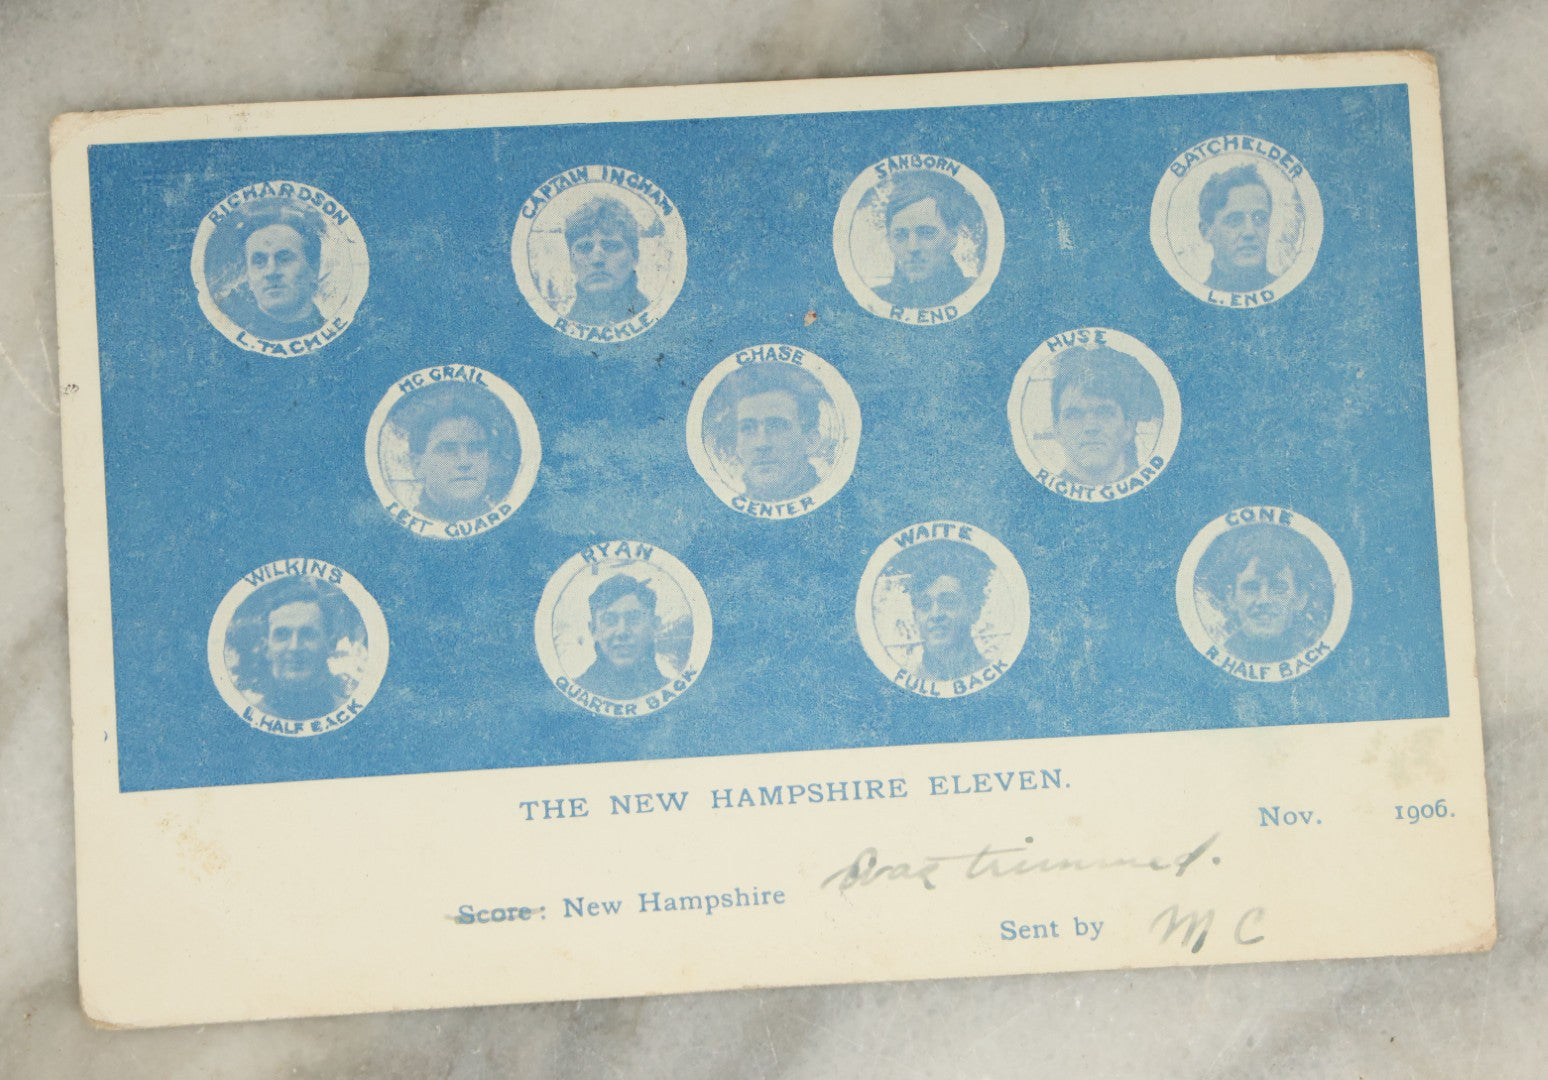 RICHARDSON
L. TACKLE
CAPTAIN INGHAM
R. TACKLE
SANBORN
R. END
BATCHELDER
L. END
MC GRAIL
LEFT GUARD
CHASE
CENTER
HUSE
RIGHT GUARD
WILKINS
L. HALF BACK
RYAN
QUARTER BACK
WAITE
FULL BACK
CONE
R. HALF BACK
THE NEW HAMPSHIRE ELEVEN.
Nov. 1906.
Score: New Hampshire was trimmed.
Sent by M C